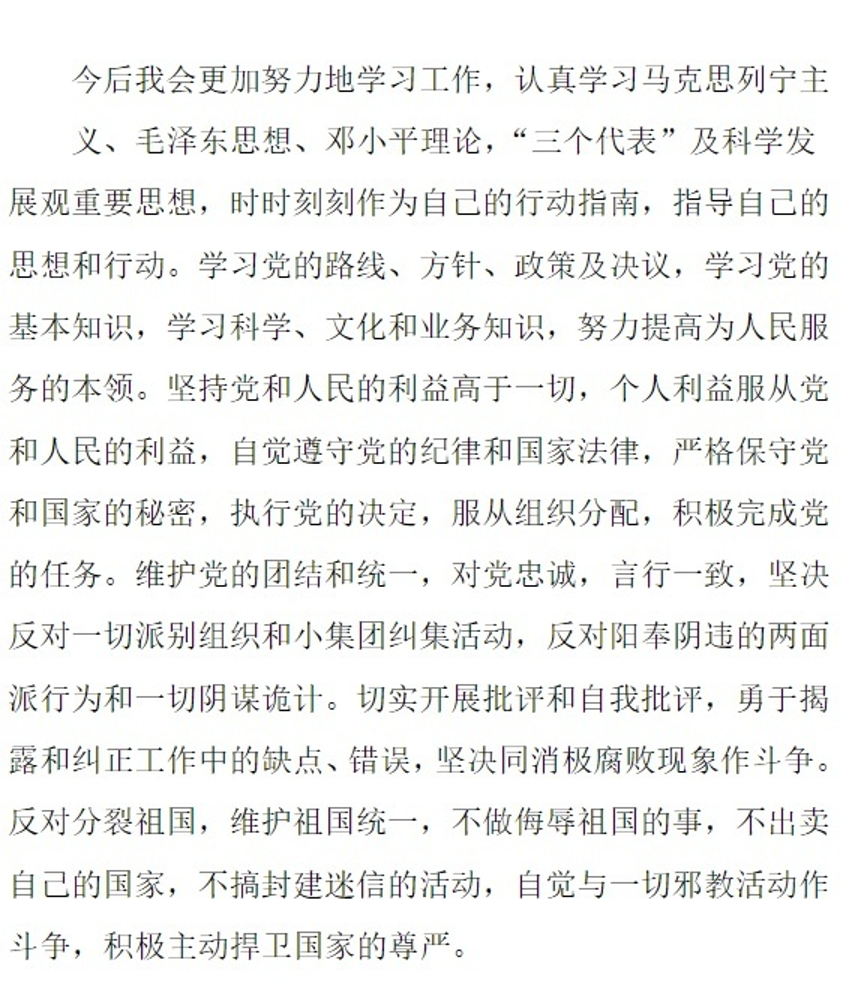 今后我会更加努力地学习工作，认真学习马克思列宁主
义、毛泽东思想、邓小平理论，“三个代表”及科学发
展观重要思想，时时刻刻作为自己的行动指南，指导自己的
思想和行动。学习党的路线、方针、政策及决议，学习党的
基本知识，学习科学、文化和业务知识，努力提高为人民服
务的本领。坚持党和人民的利益高于一切，个人利益服从党
和人民的利益，自觉遵守党的纪律和国家法律，严格保守党
和国家的秘密，执行党的决定，服从组织分配，积极完成党
的任务。维护党的团结和统一，对党忠诚，言行一致，坚决
反对一切派别组织和小集团纠集活动，反对阳奉阴违的两面
派行为和一切阴谋诡计。切实开展批评和自我批评，勇于揭
露和纠正工作中的缺点、错误，坚决同消极腐败现象作斗争。
反对分裂祖国，维护祖国统一，不做侮辱祖国的事，不出卖
自己的国家，不搞封建迷信的活动，自觉与一切邪教活动作
斗争，积极主动捍卫国家的尊严。